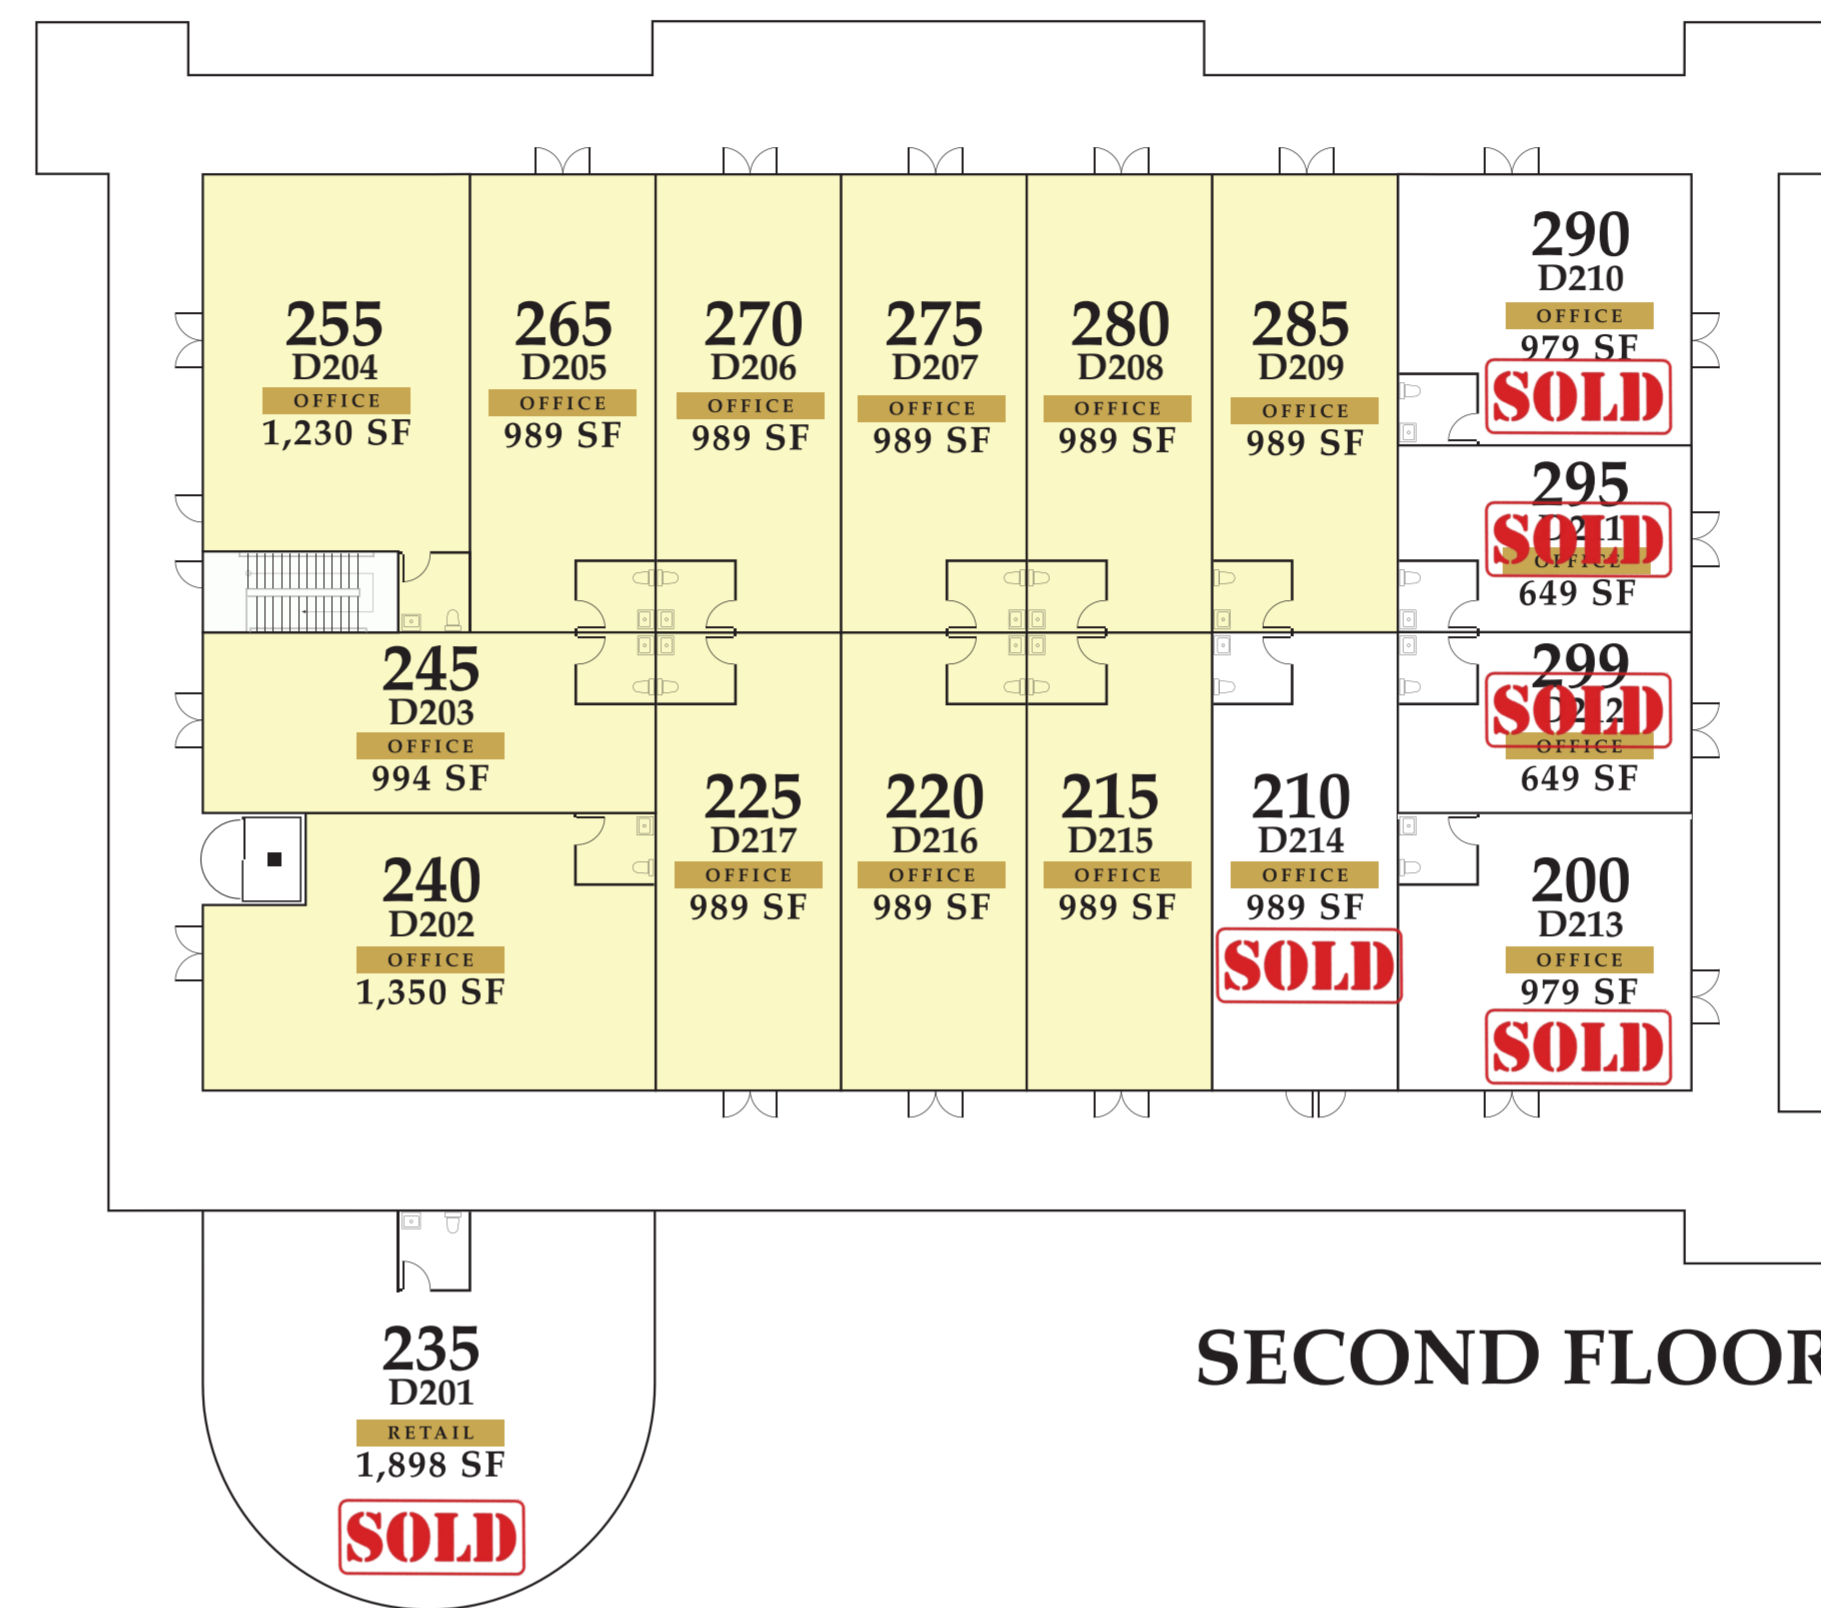 255
D204
OFFICE
1,230 SF
265
D205
OFFICE
989 SF
270
D206
OFFICE
989 SF
275
D207
OFFICE
989 SF
280
D208
OFFICE
989 SF
285
D209
OFFICE
989 SF
290
D210
OFFICE
979 SF
SOLD
295
D211
OFFICE
649 SF
SOLD
299
D212
OFFICE
649 SF
SOLD
245
D203
OFFICE
994 SF
240
D202
OFFICE
1,350 SF
225
D217
OFFICE
989 SF
220
D216
OFFICE
989 SF
215
D215
OFFICE
989 SF
210
D214
OFFICE
989 SF
SOLD
200
D213
OFFICE
979 SF
SOLD
235
D201
RETAIL
1,898 SF
SOLD
SECOND FLOOR